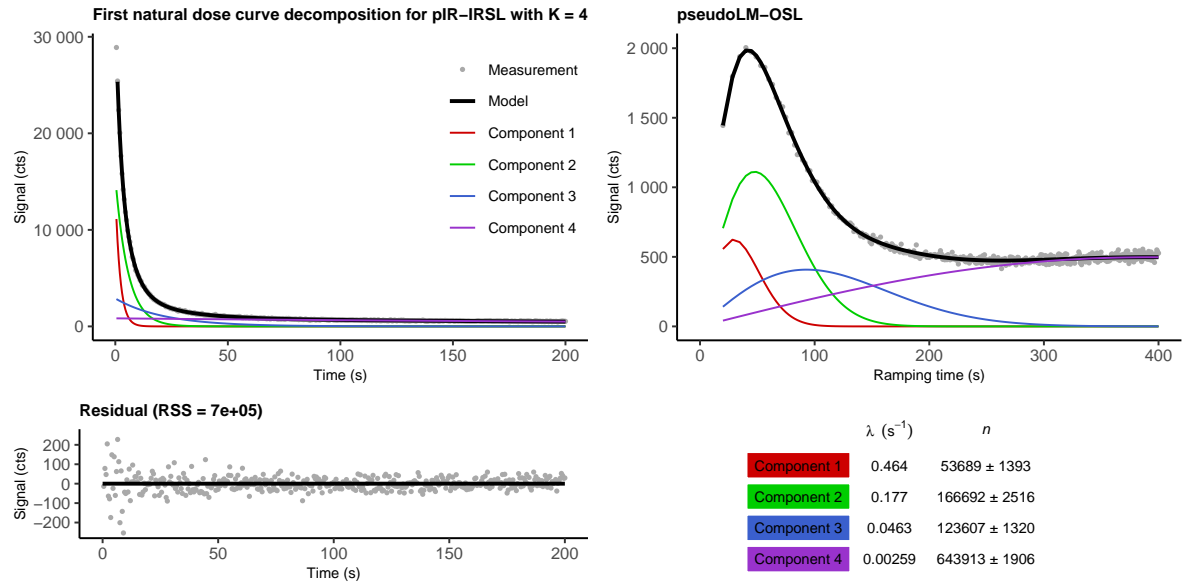 First natural dose curve decomposition for pIR−IRSL with K = 4
30 000
20 000
10 000
0
Signal (cts)
0 50 100 150 200
Time (s)
Measurement
Model
Component 1
Component 2
Component 3
Component 4
pseudoLM−OSL
2 000
1 500
1 000
500
0
Signal (cts)
0 100 200 300 400
Ramping time (s)
Residual (RSS = 7e+05)
200
100
0
−100
−200
Signal (cts)
0 50 100 150 200
Time (s)
λ (s⁻¹) n
Component 1 0.464 53689 ± 1393
Component 2 0.177 166692 ± 2516
Component 3 0.0463 123607 ± 1320
Component 4 0.00259 643913 ± 1906